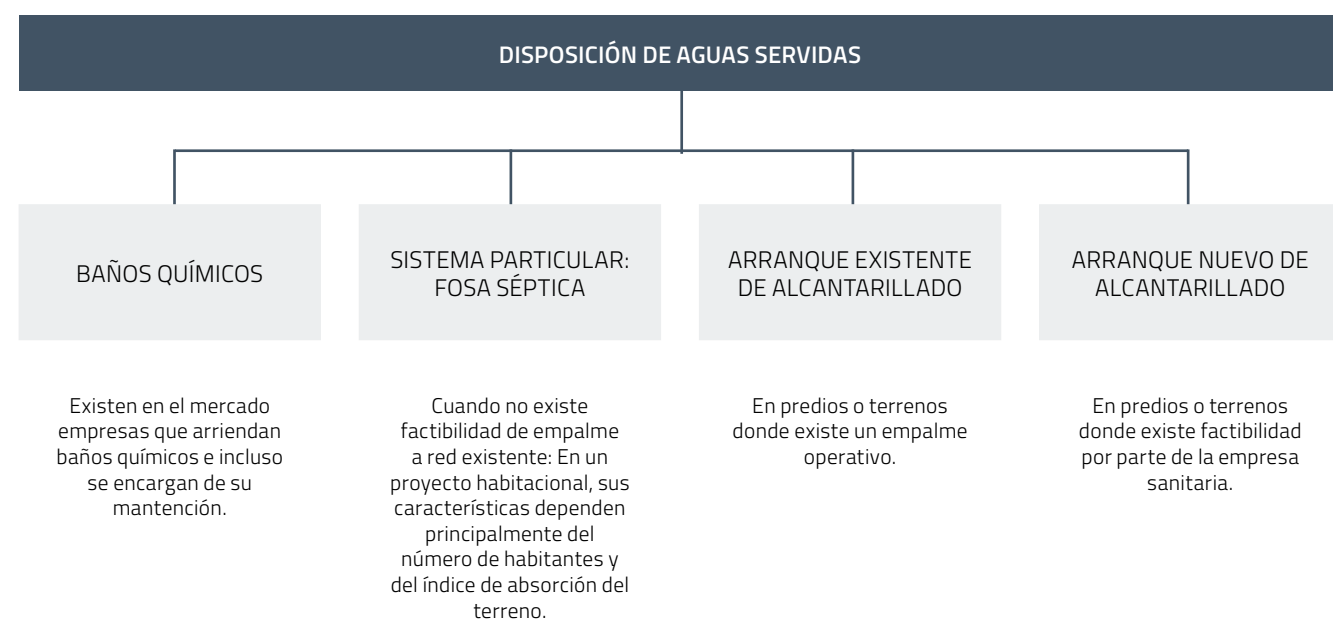 DISPOSICIÓN DE AGUAS SERVIDAS
BAÑOS QUÍMICOS
Existen en el mercado
empresas que arriendan
baños químicos e incluso
se encargan de su
mantención.
SISTEMA PARTICULAR:
FOSA SÉPTICA
Cuando no existe
factibilidad de empalme
a red existente: En un
proyecto habitacional, sus
características dependen
principalmente del
número de habitantes y
del índice de absorción del
terreno.
ARRANQUE EXISTENTE
DE ALCANTARILLADO
En predios o terrenos
donde existe un empalme
operativo.
ARRANQUE NUEVO DE
ALCANTARILLADO
En predios o terrenos
donde existe factibilidad
por parte de la empresa
sanitaria.